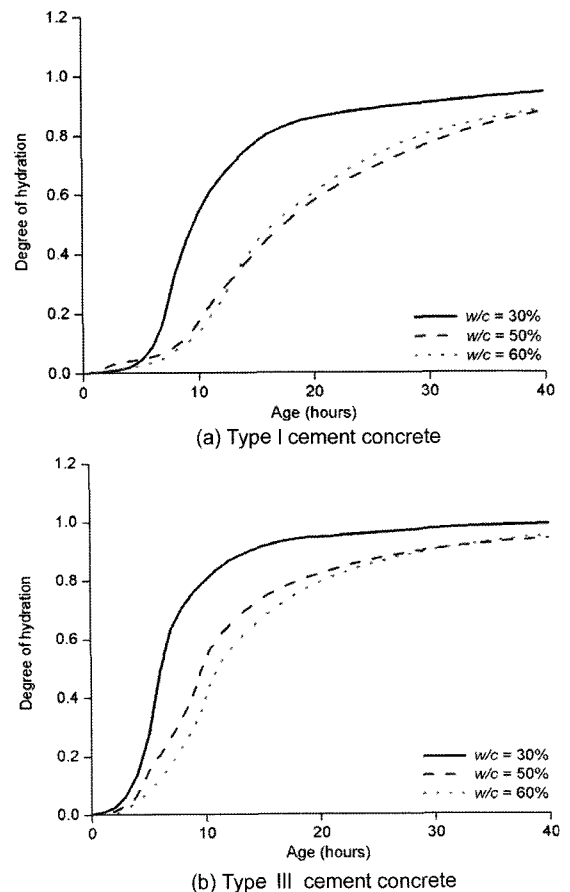 1.2
1.0
0.8
0.6
0.4
0.2
0.0
Degree of hydration
w/c = 30%
w/c = 50%
w/c = 60%
0 10 20 30 40
Age (hours)
(a) Type I cement concrete
1.2
1.0
0.8
0.6
0.4
0.2
0.0
Degree of hydration
w/c = 30%
w/c = 50%
w/c = 60%
0 10 20 30 40
Age (hours)
(b) Type III cement concrete